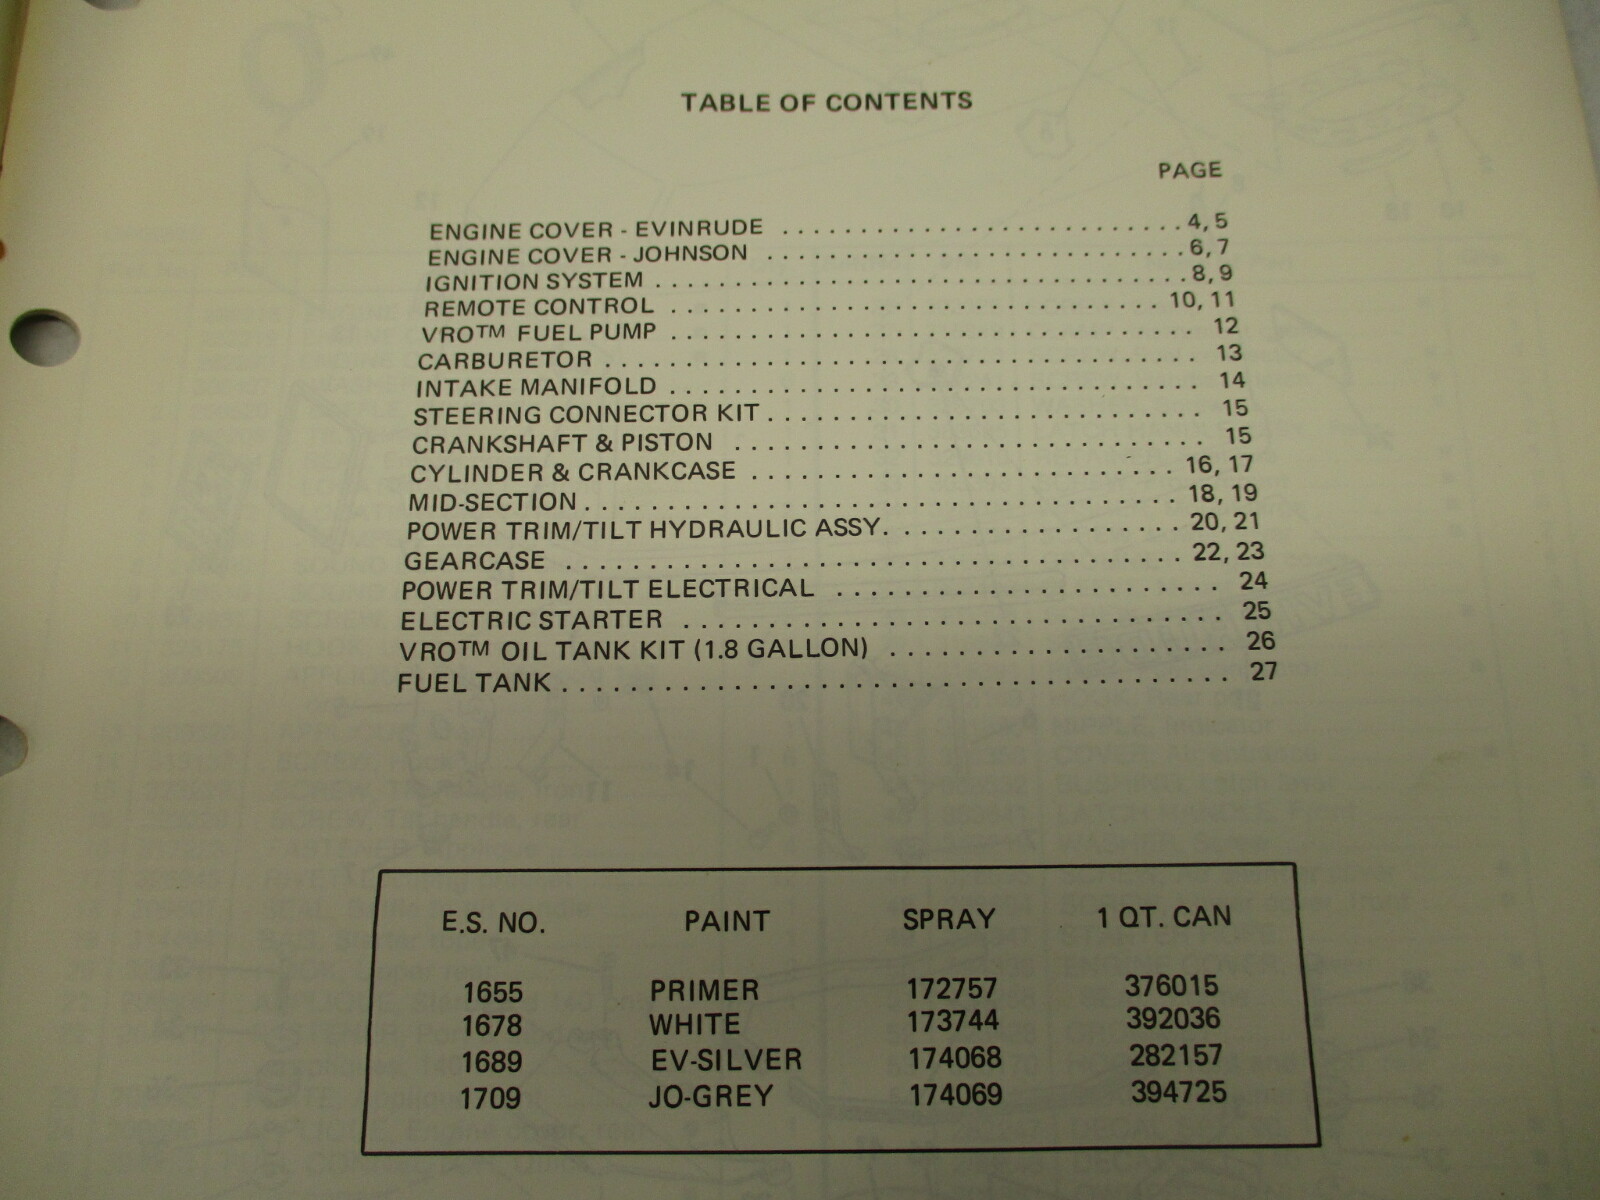 TABLE OF CONTENTS
PAGE
ENGINE COVER - EVINRUDE . . . . . . . . . . . . . . . . . . . . . . . . . . 4, 5
ENGINE COVER - JOHNSON . . . . . . . . . . . . . . . . . . . . . . . . . . . 6, 7
IGNITION SYSTEM . . . . . . . . . . . . . . . . . . . . . . . . . . . . . . . . . . 8, 9
REMOTE CONTROL . . . . . . . . . . . . . . . . . . . . . . . . . . . . . . . 10, 11
VRO™ FUEL PUMP . . . . . . . . . . . . . . . . . . . . . . . . . . . . . . . . . 12
CARBURETOR . . . . . . . . . . . . . . . . . . . . . . . . . . . . . . . . . . . . . 13
INTAKE MANIFOLD . . . . . . . . . . . . . . . . . . . . . . . . . . . . . . . . . 14
STEERING CONNECTOR KIT . . . . . . . . . . . . . . . . . . . . . . . . . . . 15
CRANKSHAFT & PISTON . . . . . . . . . . . . . . . . . . . . . . . . . . . . . 15
CYLINDER & CRANKCASE . . . . . . . . . . . . . . . . . . . . . . . . . . 16, 17
MID-SECTION . . . . . . . . . . . . . . . . . . . . . . . . . . . . . . . . . . . . 18, 19
POWER TRIM/TILT HYDRAULIC ASSY. . . . . . . . . . . . . . . . . . 20, 21
GEARCASE . . . . . . . . . . . . . . . . . . . . . . . . . . . . . . . . . . . . . 22, 23
POWER TRIM/TILT ELECTRICAL . . . . . . . . . . . . . . . . . . . . . . . 24
ELECTRIC STARTER . . . . . . . . . . . . . . . . . . . . . . . . . . . . . . . . 25
VRO™ OIL TANK KIT (1.8 GALLON) . . . . . . . . . . . . . . . . . . . . 26
FUEL TANK . . . . . . . . . . . . . . . . . . . . . . . . . . . . . . . . . . . . . . . 27
E.S. NO. PAINT SPRAY 1 QT. CAN
1655 PRIMER 172757 376015
1678 WHITE 173744 392036
1689 EV-SILVER 174068 282157
1709 JO-GREY 174069 394725